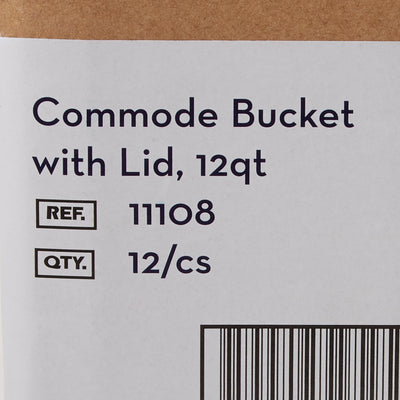 Commode Bucket
with Lid, 12qt
REF. 11108
QTY. 12/cs